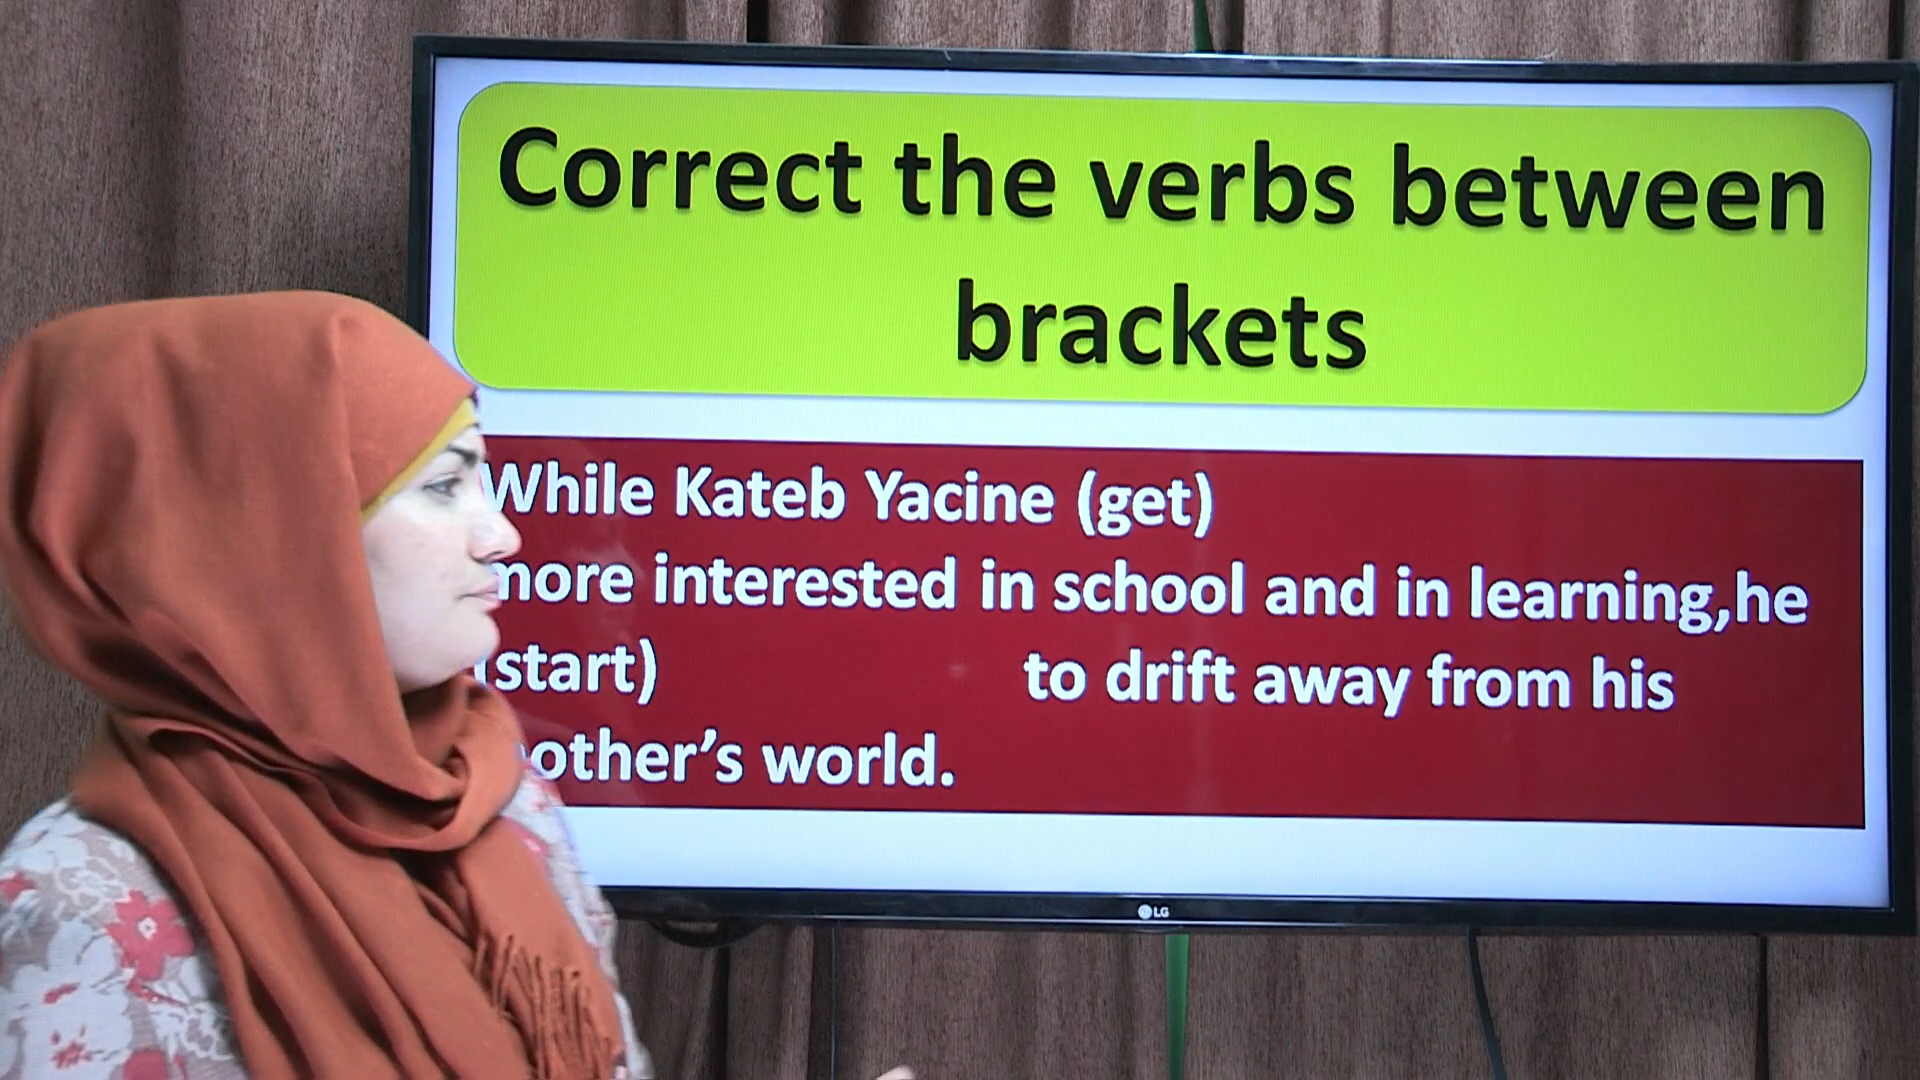 Correct the verbs between
brackets
While Kateb Yacine (get)
more interested in school and in learning,he
(start) to drift away from his
mother’s world.
LG